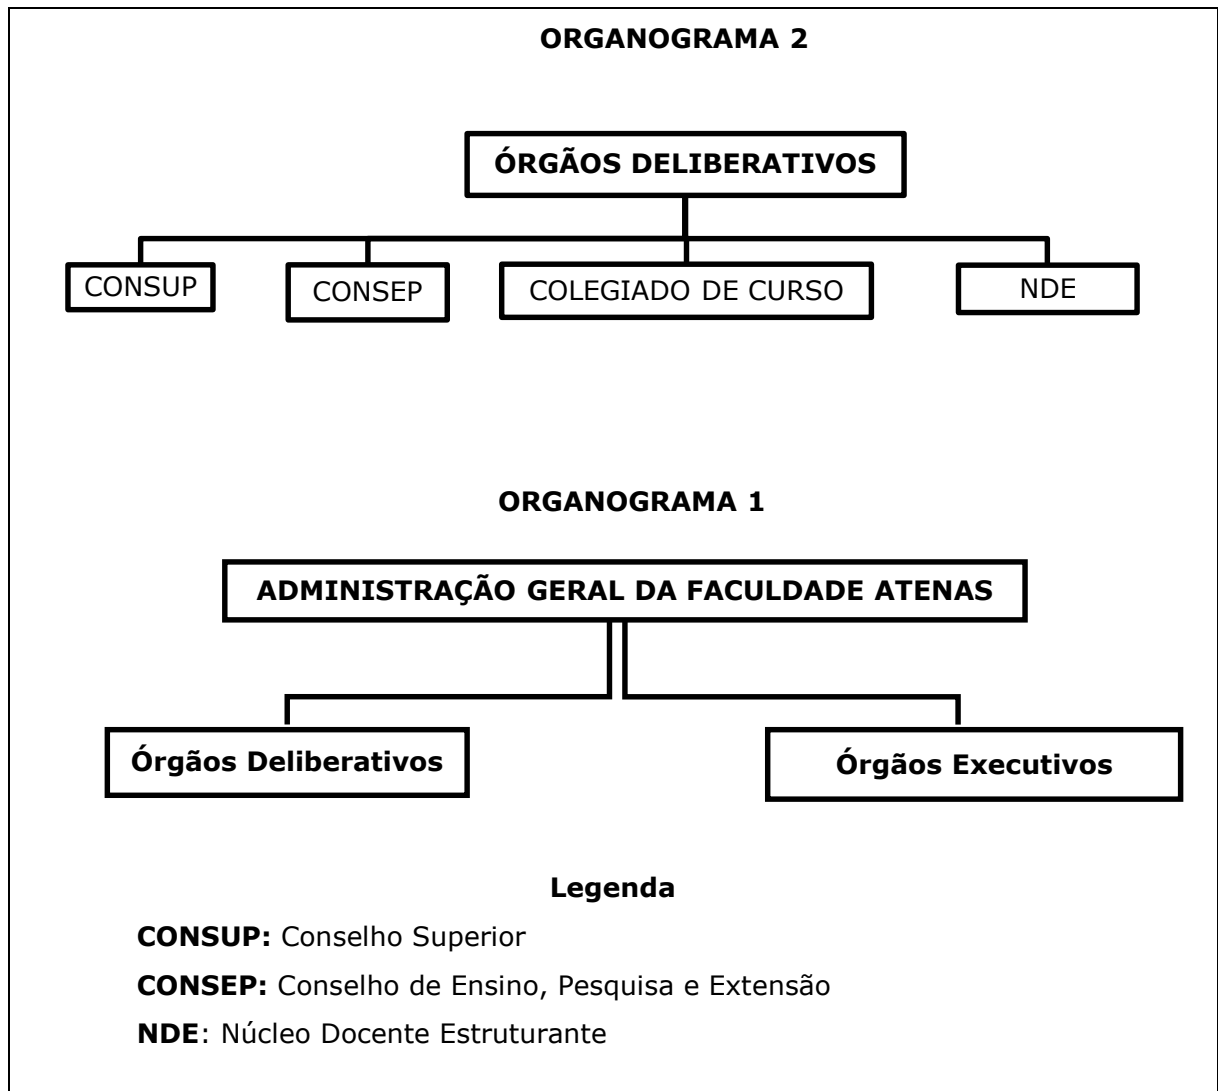 ORGANOGRAMA 2
ÓRGÃOS DELIBERATIVOS
CONSUP
CONSEP
COLEGIADO DE CURSO
NDE
ORGANOGRAMA 1
ADMINISTRAÇÃO GERAL DA FACULDADE ATENAS
Órgãos Deliberativos
Órgãos Executivos
Legenda
CONSUP: Conselho Superior
CONSEP: Conselho de Ensino, Pesquisa e Extensão
NDE: Núcleo Docente Estruturante